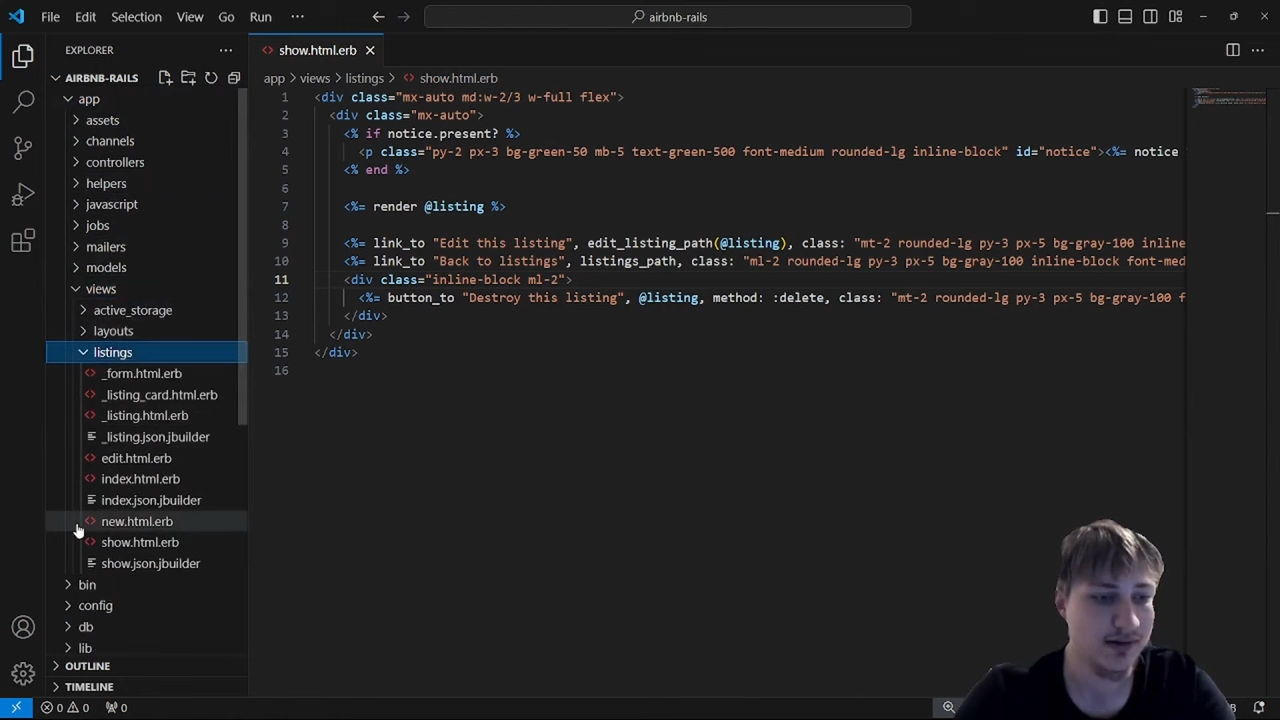 File Edit Selection View Go Run ··· airbnb-rails
EXPLORER ···
AIRBNB-RAILS
app
assets
channels
controllers
helpers
javascript
jobs
mailers
models
views
active_storage
layouts
listings
_form.html.erb
_listing_card.html.erb
_listing.html.erb
_listing.json.jbuilder
edit.html.erb
index.html.erb
index.json.jbuilder
new.html.erb
show.html.erb
show.json.jbuilder
bin
config
db
lib
OUTLINE
TIMELINE
0 0 0
show.html.erb
app > views > listings > show.html.erb
1 <div class="mx-auto md:w-2/3 w-full flex">
2 <div class="mx-auto">
3 <% if notice.present? %>
4 <p class="py-2 px-3 bg-green-50 mb-5 text-green-500 font-medium rounded-lg inline-block" id="notice"><%= notice
5 <% end %>
6
7 <%= render @listing %>
8
9 <%= link_to "Edit this listing", edit_listing_path(@listing), class: "mt-2 rounded-lg py-3 px-5 bg-gray-100 inline
10 <%= link_to "Back to listings", listings_path, class: "ml-2 rounded-lg py-3 px-5 bg-gray-100 inline-block font-med
11 <div class="inline-block ml-2">
12 <%= button_to "Destroy this listing", @listing, method: :delete, class: "mt-2 rounded-lg py-3 px-5 bg-gray-100 f
13 </div>
14 </div>
15 </div>
16